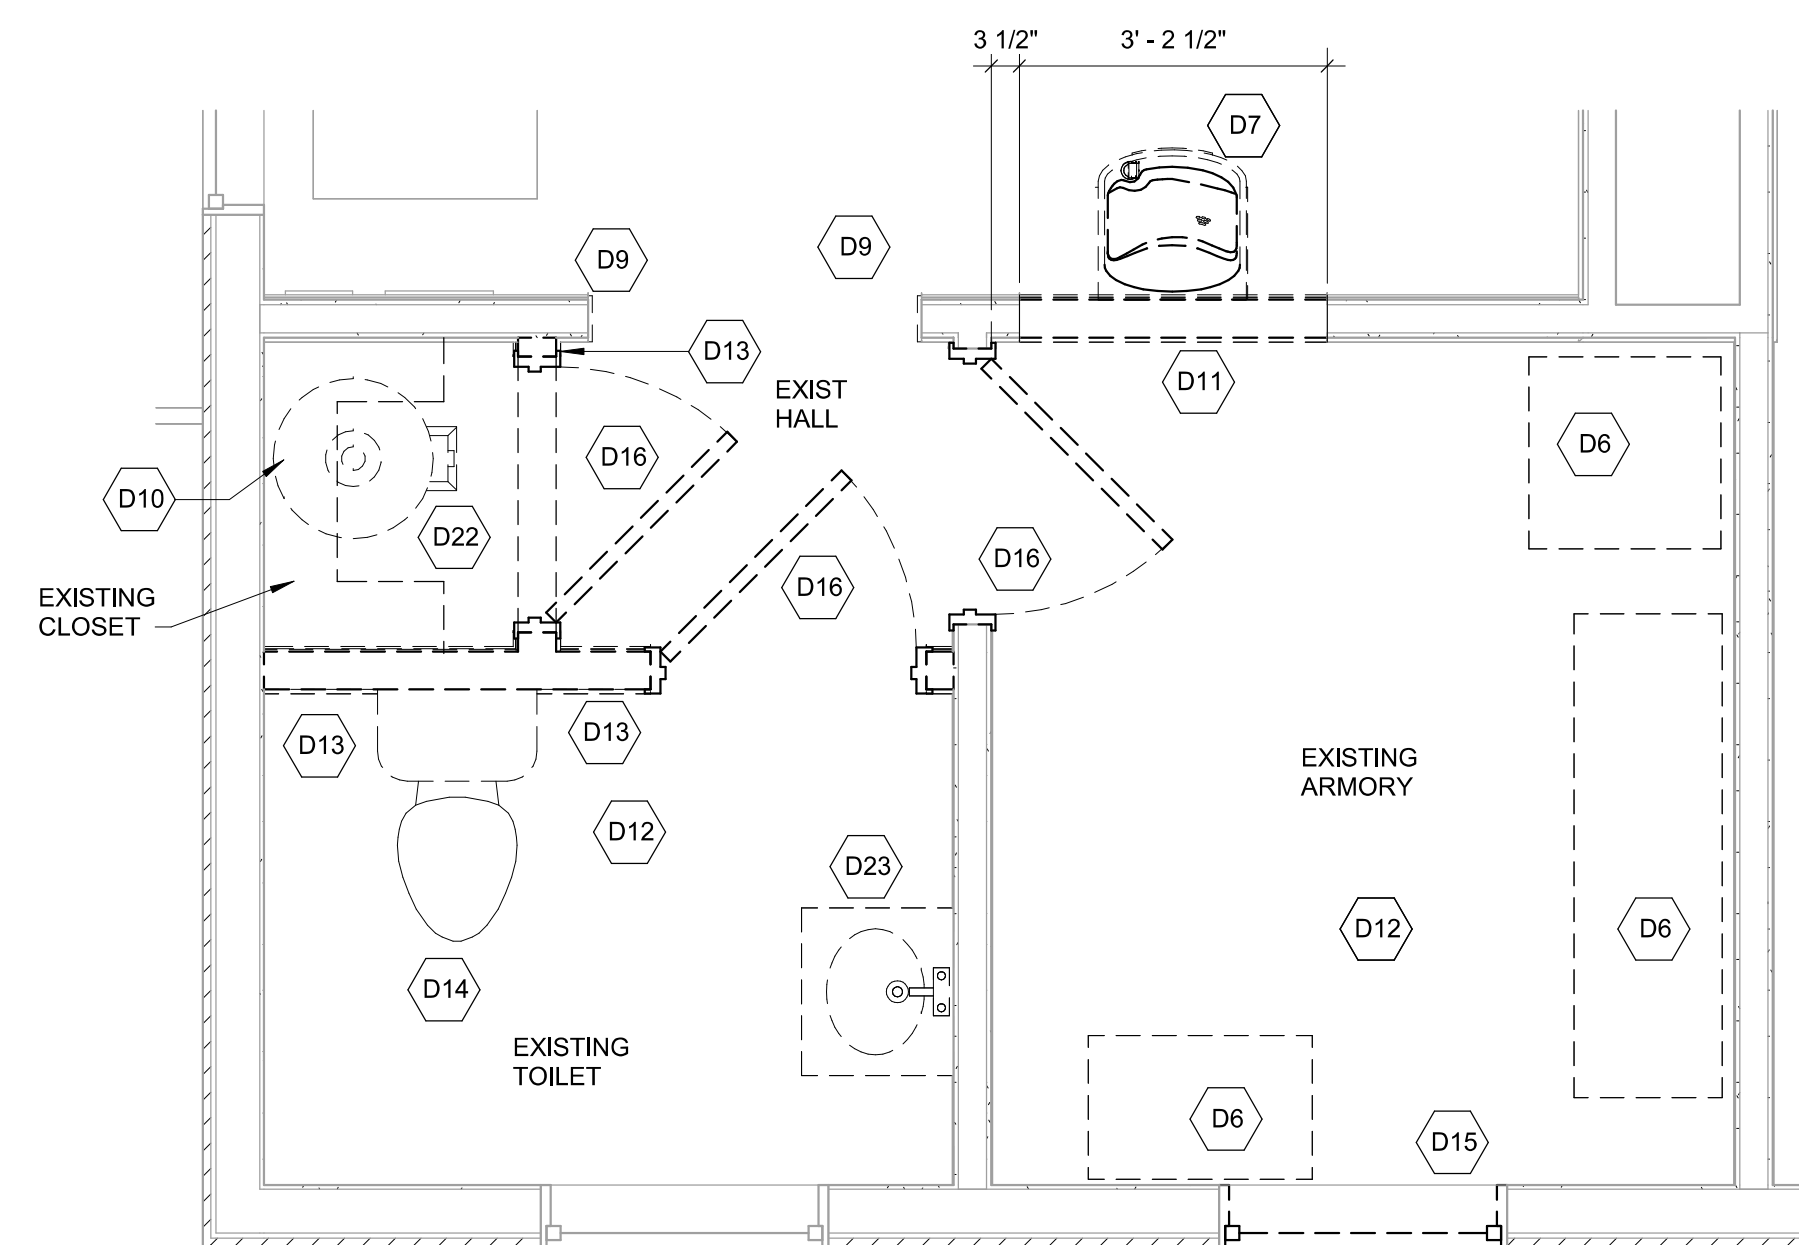 3 1/2"
3' - 2 1/2"
D7
D9
D9
D13
D11
EXIST
HALL
D16
D6
D10
D22
D16
D16
EXISTING
CLOSET
D13
D13
EXISTING
ARMORY
D12
D23
D12
D6
D14
EXISTING
TOILET
D6
D15